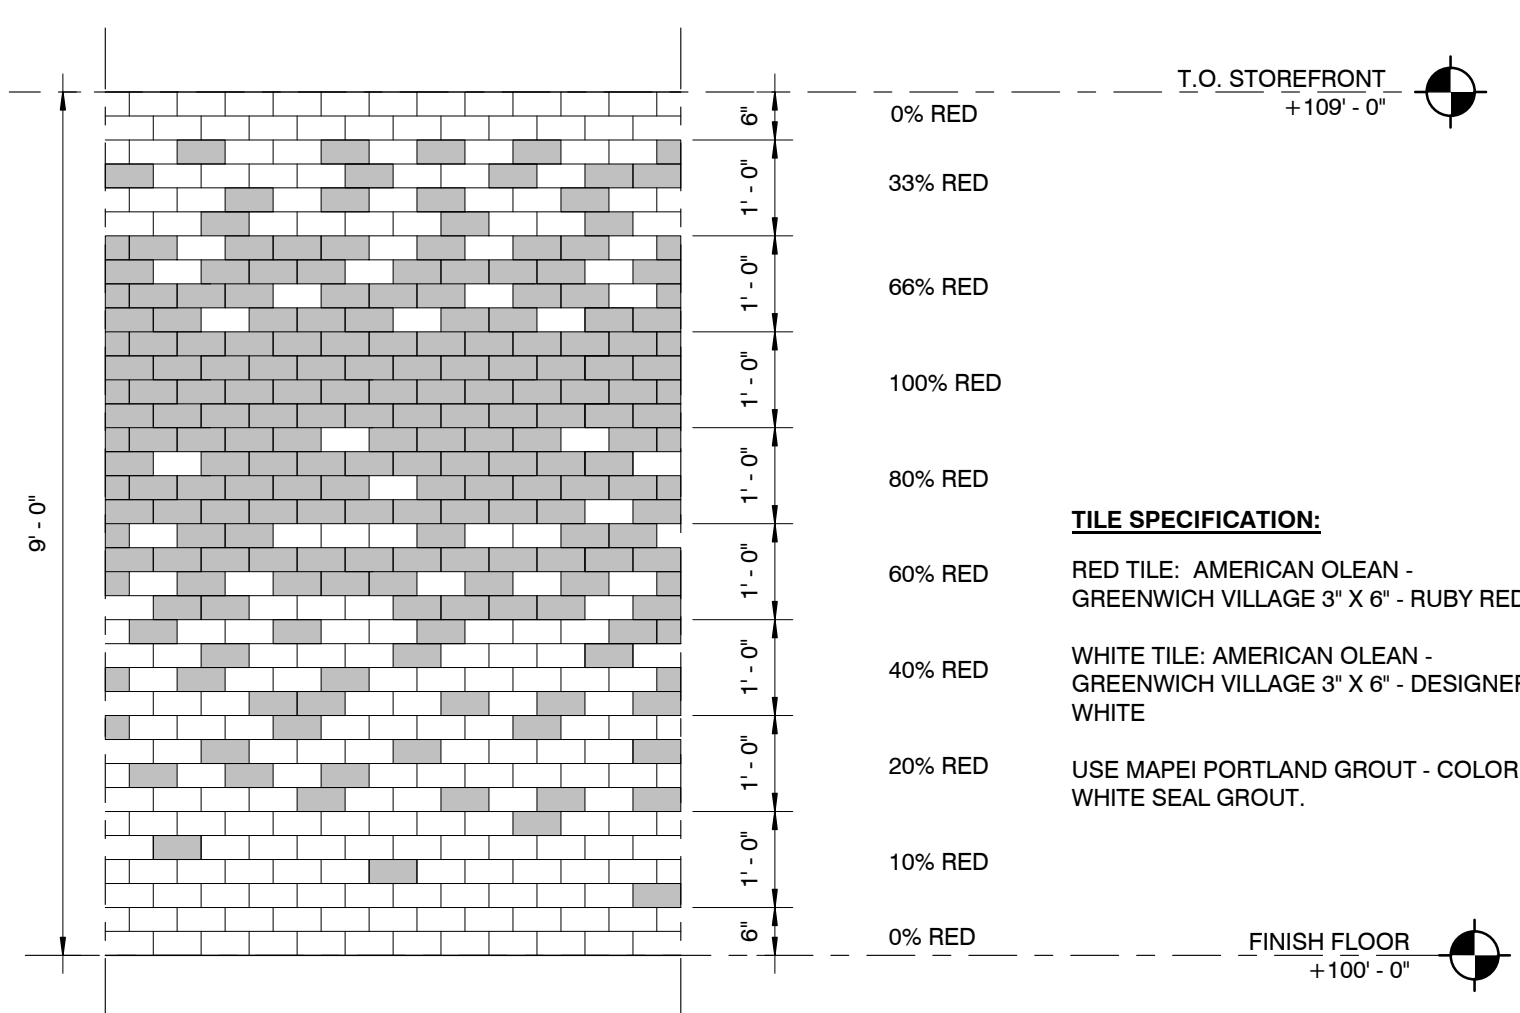 T.O. STOREFRONT
+109' - 0"
6"
0% RED
1' - 0"
33% RED
1' - 0"
66% RED
1' - 0"
100% RED
1' - 0"
80% RED
9' - 0"
1' - 0"
60% RED
1' - 0"
40% RED
1' - 0"
20% RED
1' - 0"
10% RED
6"
0% RED
TILE SPECIFICATION:
RED TILE:  AMERICAN OLEAN -
GREENWICH VILLAGE 3" X 6" - RUBY RED
WHITE TILE: AMERICAN OLEAN -
GREENWICH VILLAGE 3" X 6" - DESIGNER
WHITE
USE MAPEI PORTLAND GROUT - COLOR
WHITE SEAL GROUT.
FINISH FLOOR
+100' - 0"